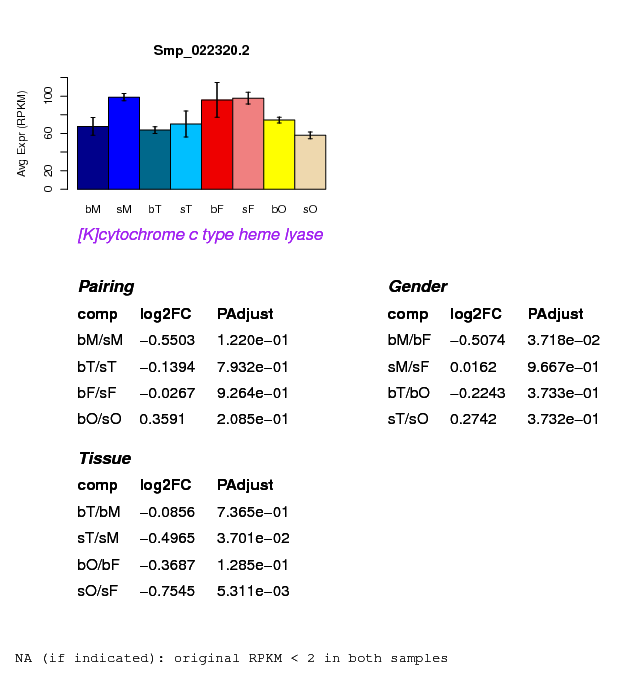 Smp_022320.2
Avg Expr (RPKM)
0 20 60 100
bM sM bT sT bF sF bO sO
[K]cytochrome c type heme lyase
Pairing
comp log2FC PAdjust
bM/sM −0.5503 1.220e−01
bT/sT −0.1394 7.932e−01
bF/sF −0.0267 9.264e−01
bO/sO 0.3591 2.085e−01
Gender
comp log2FC PAdjust
bM/bF −0.5074 3.718e−02
sM/sF 0.0162 9.667e−01
bT/bO −0.2243 3.733e−01
sT/sO 0.2742 3.732e−01
Tissue
comp log2FC PAdjust
bT/bM −0.0856 7.365e−01
sT/sM −0.4965 3.701e−02
bO/bF −0.3687 1.285e−01
sO/sF −0.7545 5.311e−03
NA (if indicated): original RPKM < 2 in both samples